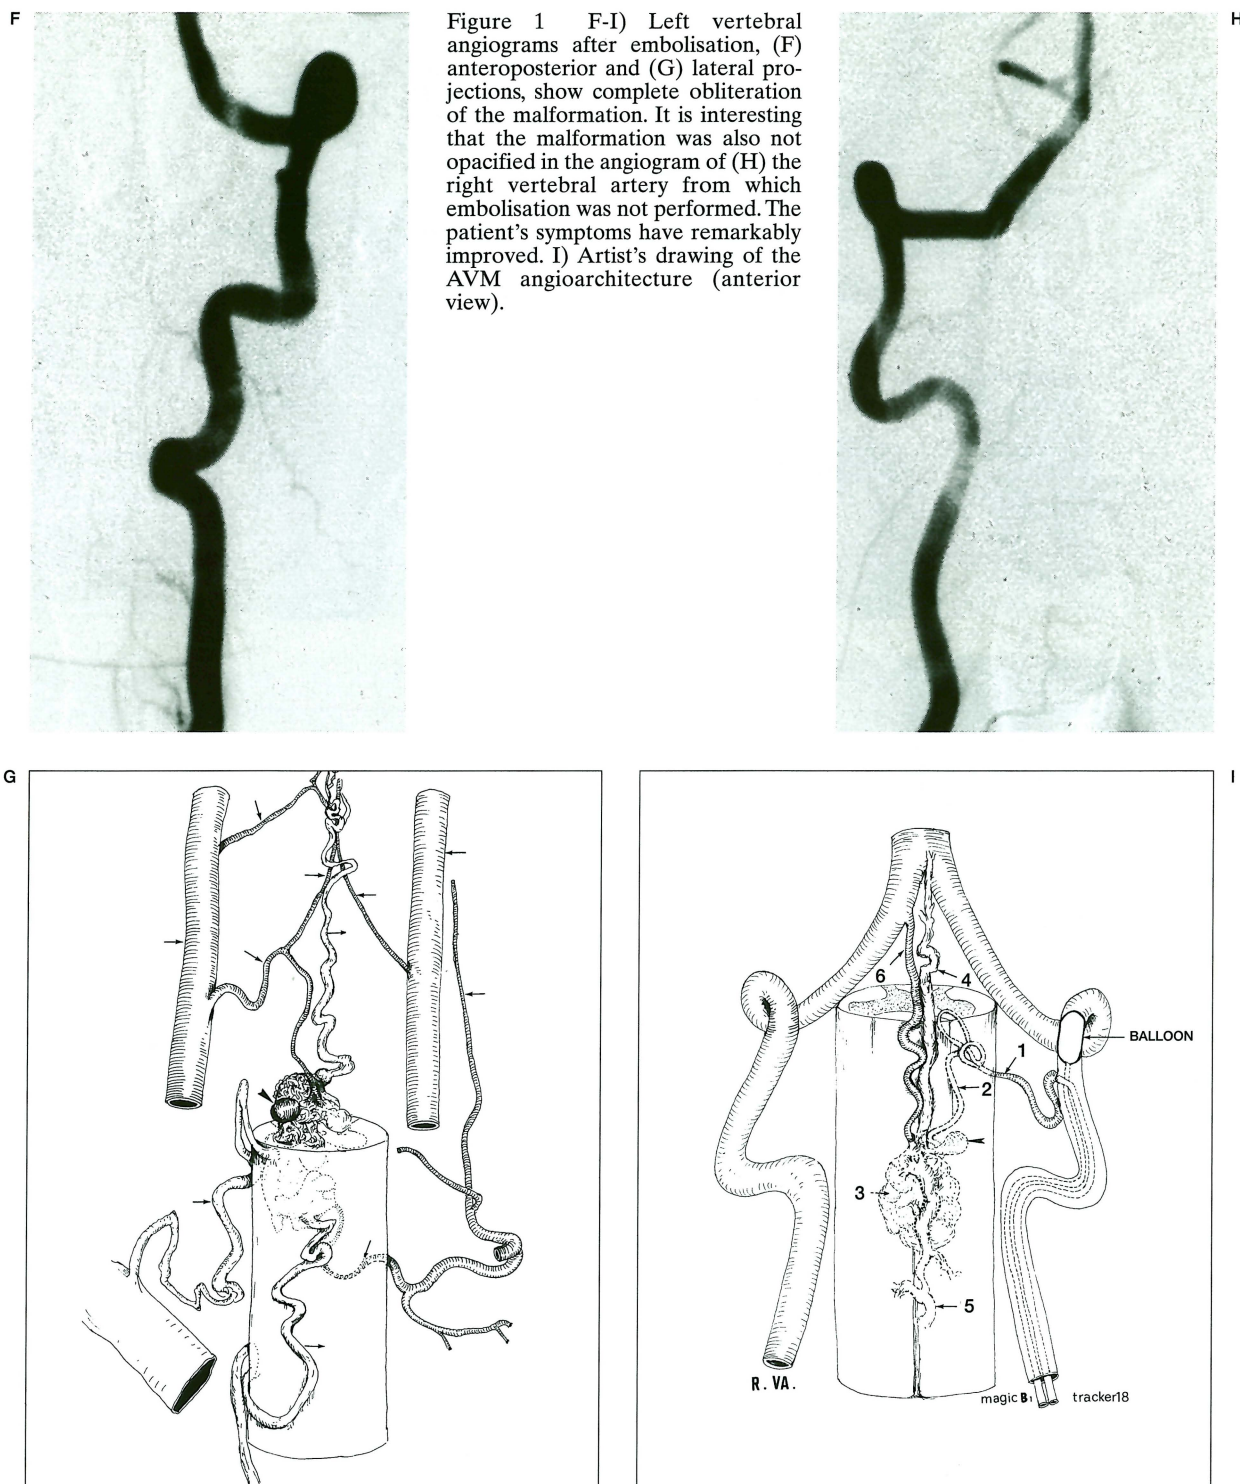 F
Figure 1 F-I) Left vertebral
angiograms after embolisation, (F)
anteroposterior and (G) lateral pro-
jections, show complete obliteration
of the malformation. It is interesting
that the malformation was also not
opacified in the angiogram of (H) the
right vertebral artery from which
embolisation was not performed. The
patient's symptoms have remarkably
improved. I) Artist's drawing of the
AVM angioarchitecture (anterior
view).
H
G
I
6
4
BALLOON
1
2
3
5
R. VA.
magic B1 tracker18